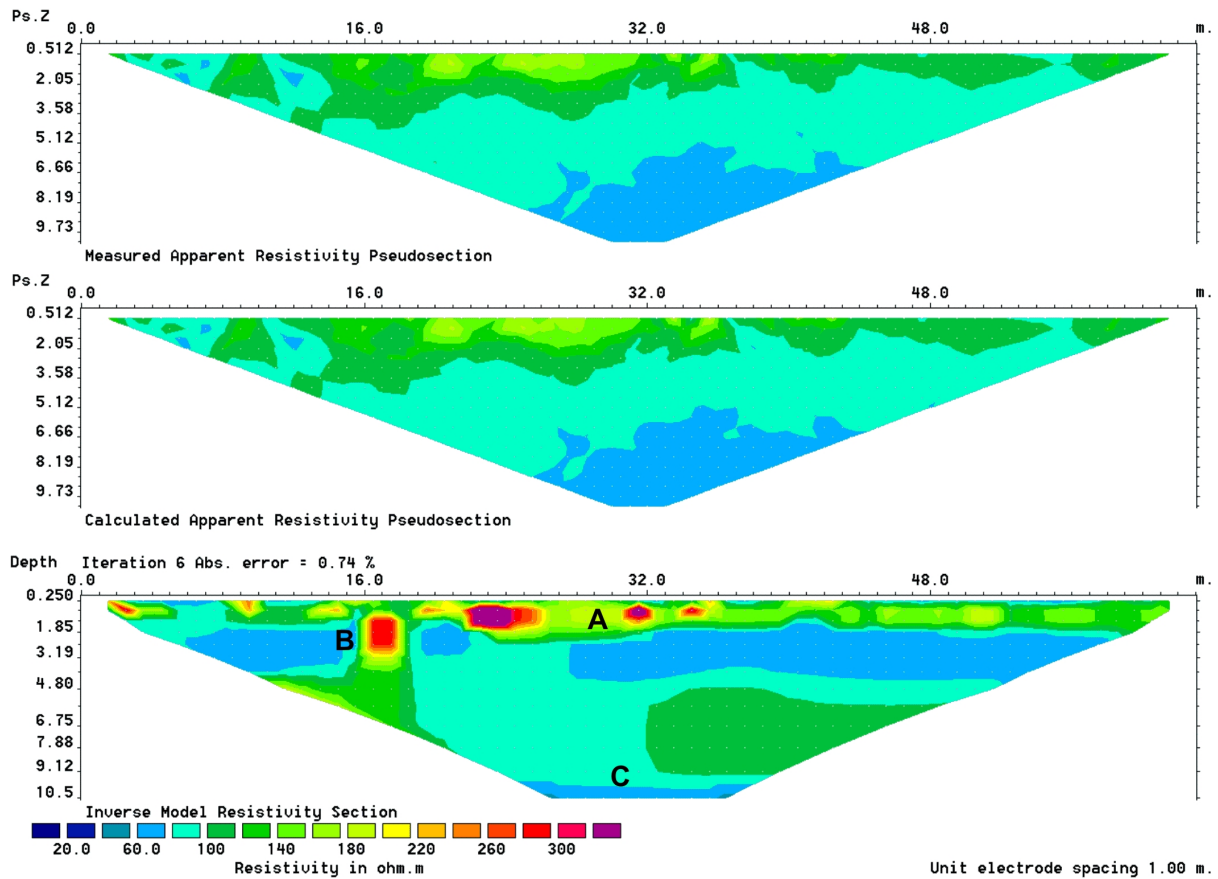 Ps.Z
0.0 16.0 32.0 48.0 m.
0.512
2.05
3.58
5.12
6.66
8.19
9.73
Measured Apparent Resistivity Pseudosection
Ps.Z
0.0 16.0 32.0 48.0 m.
0.512
2.05
3.58
5.12
6.66
8.19
9.73
Calculated Apparent Resistivity Pseudosection
Depth Iteration 6 Abs. error = 0.74 %
0.0 16.0 32.0 48.0 m.
0.250
A
1.85
B
3.19
4.80
6.75
7.88
9.12
C
10.5
Inverse Model Resistivity Section
20.0 60.0 100 140 180 220 260 300
Resistivity in ohm.m Unit electrode spacing 1.00 m.